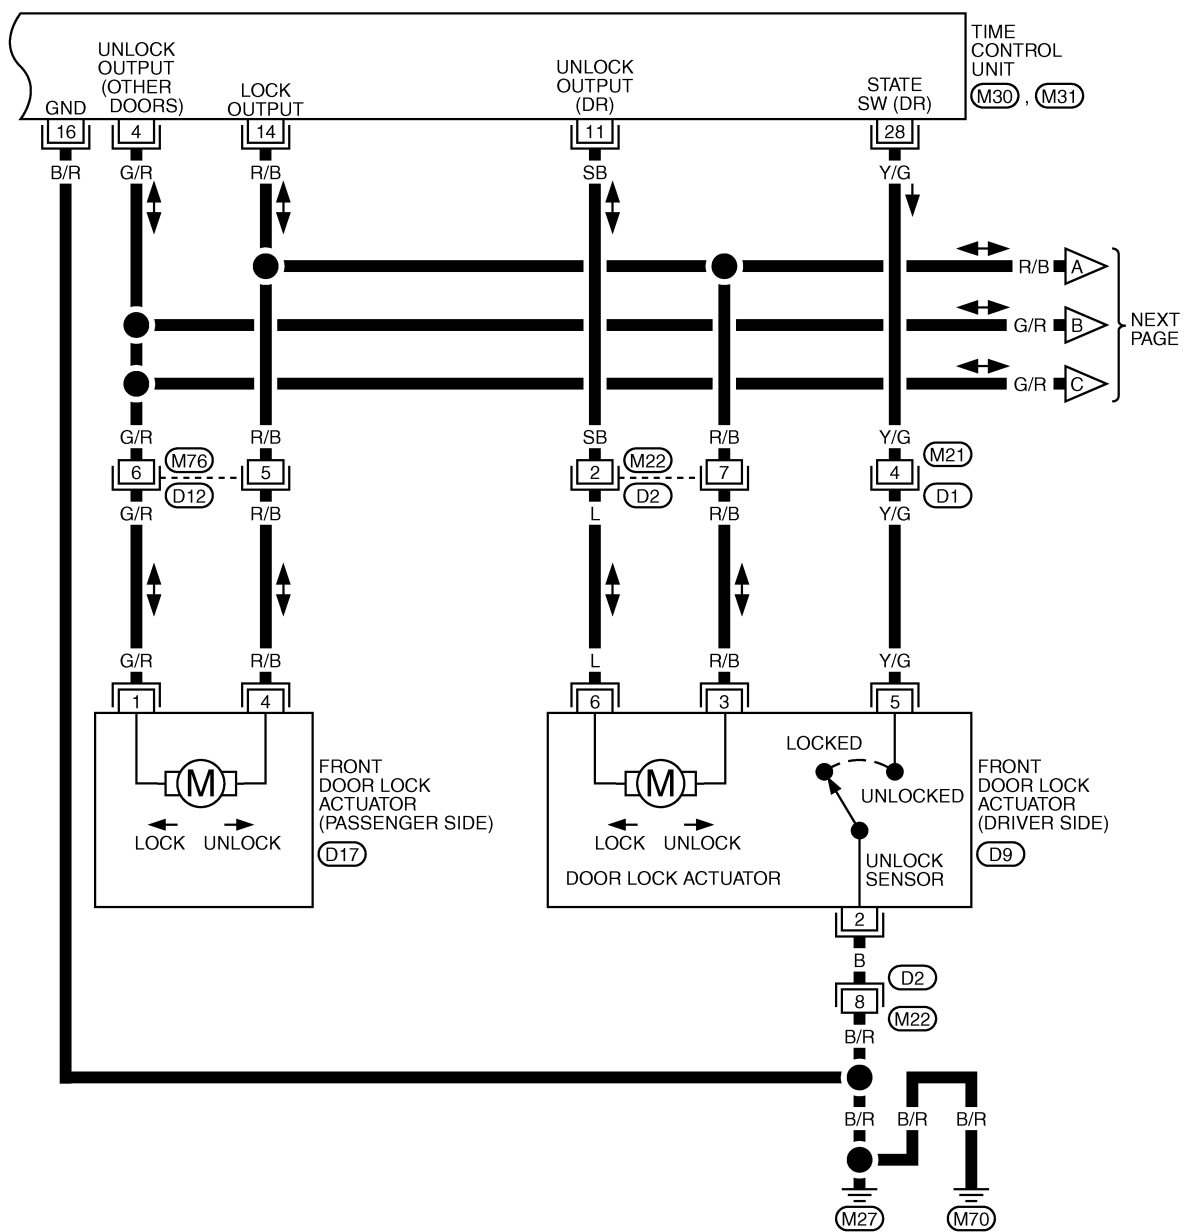 TIME
CONTROL
UNIT
M30 , M31
UNLOCK
OUTPUT
(OTHER
DOORS)
GND
LOCK
OUTPUT
UNLOCK
OUTPUT
(DR)
STATE
SW (DR)
16 4 14 11 28
B/R G/R R/B SB Y/G
R/B A
G/R B
G/R C
NEXT
PAGE
G/R R/B SB R/B Y/G
6 M76 5 2 M22 7 4 M21
D12 D2 D1
G/R R/B L R/B Y/G
G/R R/B L R/B Y/G
1 4 6 3 5
M
LOCK UNLOCK
FRONT
DOOR LOCK
ACTUATOR
(PASSENGER SIDE)
D17
M
LOCK UNLOCK
DOOR LOCK ACTUATOR
LOCKED
UNLOCKED
UNLOCK
SENSOR
FRONT
DOOR LOCK
ACTUATOR
(DRIVER SIDE)
D9
2
B
D2
8
M22
B/R
B/R B/R B/R
M27 M70